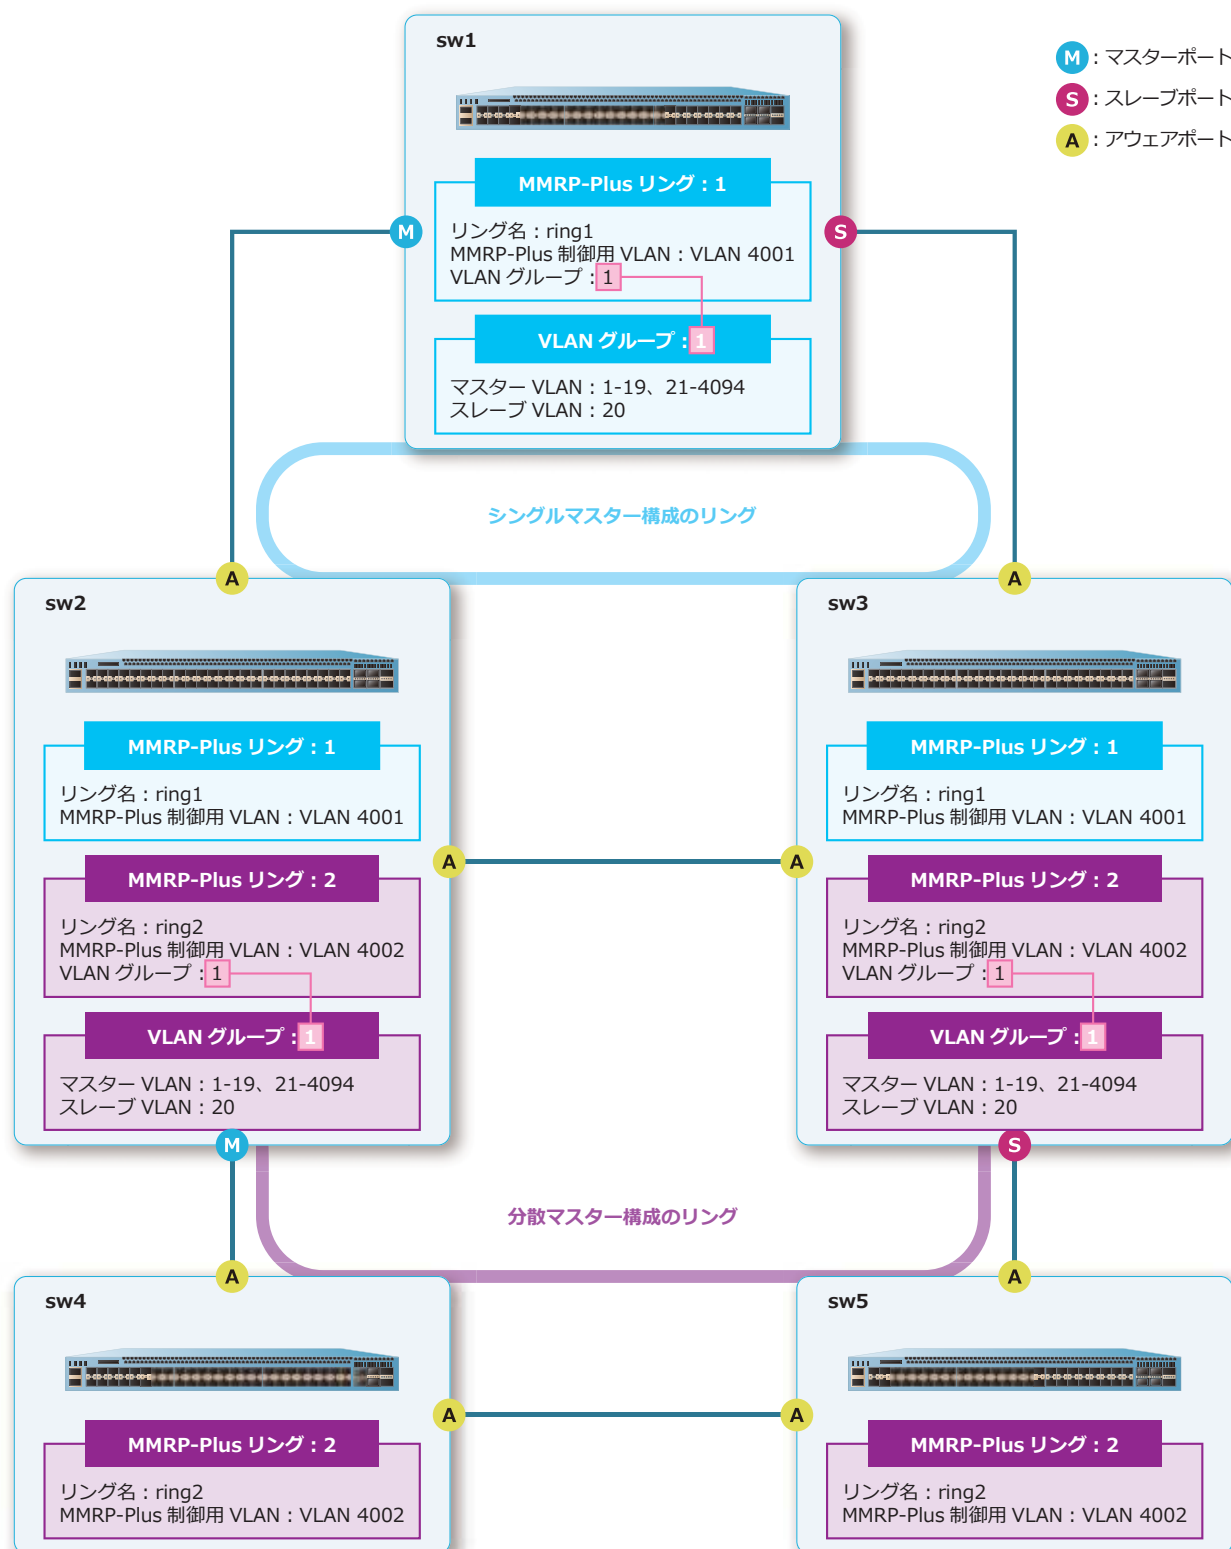 sw1
M：マスターポート
S：スレーブポート
A：アウェアポート
MMRP-Plus リング：1
M
S
リング名：ring1
MMRP-Plus 制御用 VLAN：VLAN 4001
VLAN グループ：1
VLAN グループ：1
マスター VLAN：1-19、21-4094
スレーブ VLAN：20
シングルマスター構成のリング
A
A
sw2
MMRP-Plus リング：1
リング名：ring1
MMRP-Plus 制御用 VLAN：VLAN 4001
A
MMRP-Plus リング：2
リング名：ring2
MMRP-Plus 制御用 VLAN：VLAN 4002
VLAN グループ：1
VLAN グループ：1
マスター VLAN：1-19、21-4094
スレーブ VLAN：20
M
sw3
MMRP-Plus リング：1
リング名：ring1
MMRP-Plus 制御用 VLAN：VLAN 4001
A
MMRP-Plus リング：2
リング名：ring2
MMRP-Plus 制御用 VLAN：VLAN 4002
VLAN グループ：1
VLAN グループ：1
マスター VLAN：1-19、21-4094
スレーブ VLAN：20
S
分散マスター構成のリング
A
A
sw4
A
MMRP-Plus リング：2
リング名：ring2
MMRP-Plus 制御用 VLAN：VLAN 4002
sw5
A
MMRP-Plus リング：2
リング名：ring2
MMRP-Plus 制御用 VLAN：VLAN 4002